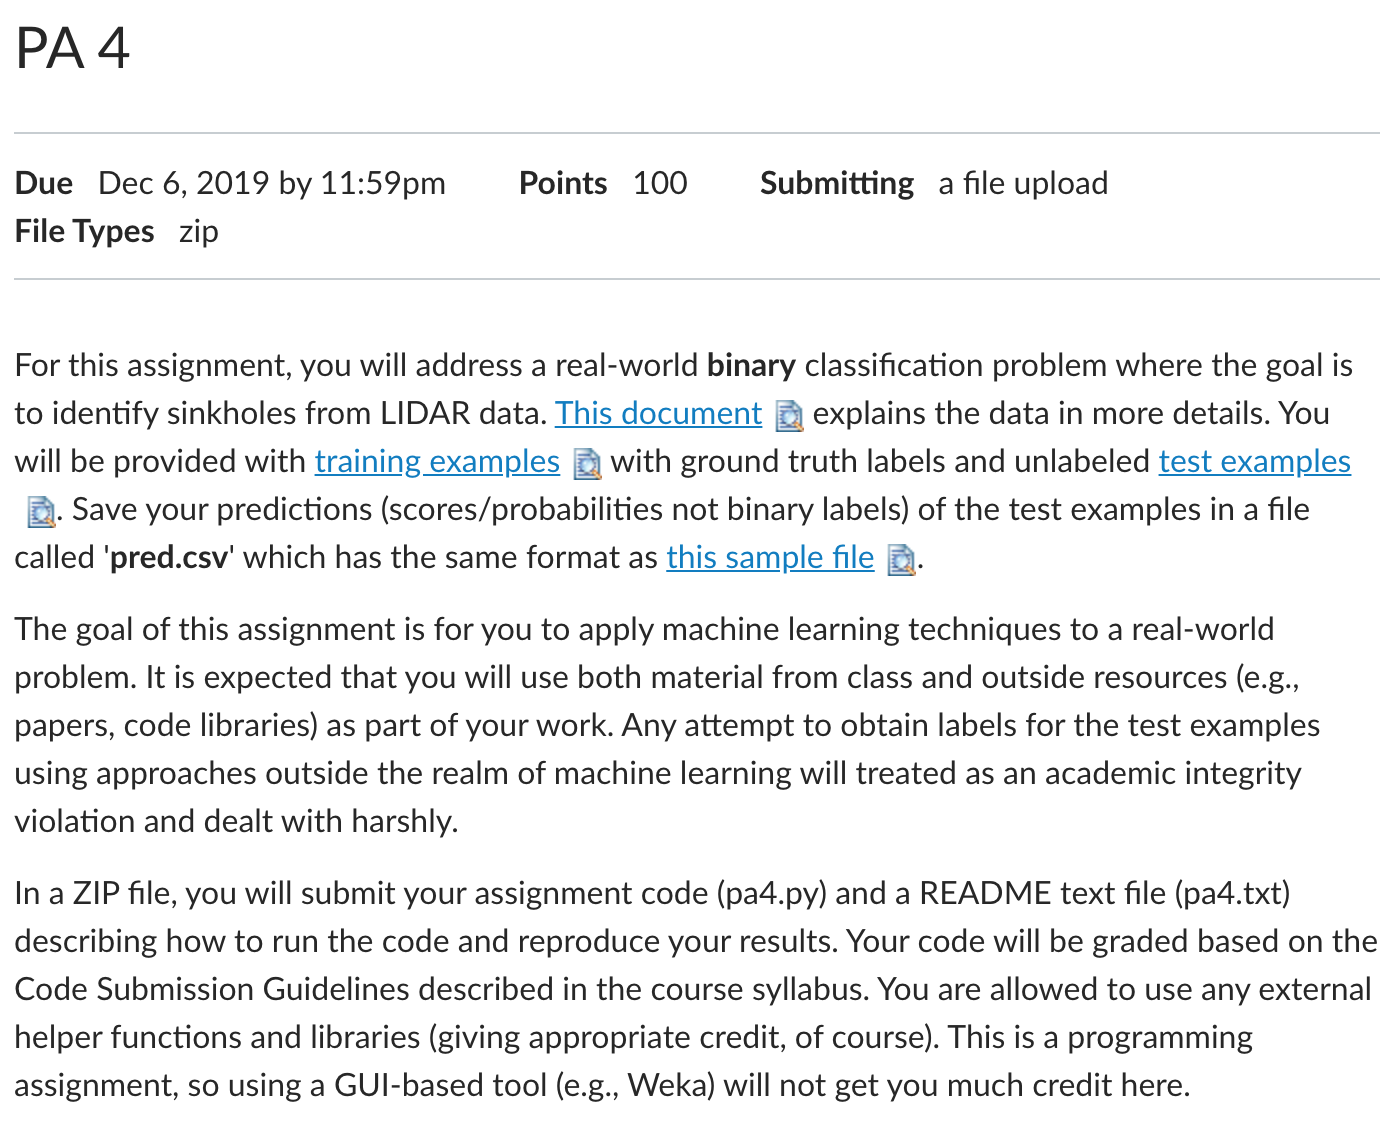 PA 4
Due Dec 6, 2019 by 11:59pm Points 100 Submitting a file upload
File Types zip
For this assignment, you will address a real-world binary classification problem where the goal is
to identify sinkholes from LIDAR data. This document explains the data in more details. You
will be provided with training examples with ground truth labels and unlabeled test examples
. Save your predictions (scores/probabilities not binary labels) of the test examples in a file
called 'pred.csv' which has the same format as this sample file .
The goal of this assignment is for you to apply machine learning techniques to a real-world
problem. It is expected that you will use both material from class and outside resources (e.g.,
papers, code libraries) as part of your work. Any attempt to obtain labels for the test examples
using approaches outside the realm of machine learning will treated as an academic integrity
violation and dealt with harshly.
In a ZIP file, you will submit your assignment code (pa4.py) and a README text file (pa4.txt)
describing how to run the code and reproduce your results. Your code will be graded based on the
Code Submission Guidelines described in the course syllabus. You are allowed to use any external
helper functions and libraries (giving appropriate credit, of course). This is a programming
assignment, so using a GUI-based tool (e.g., Weka) will not get you much credit here.